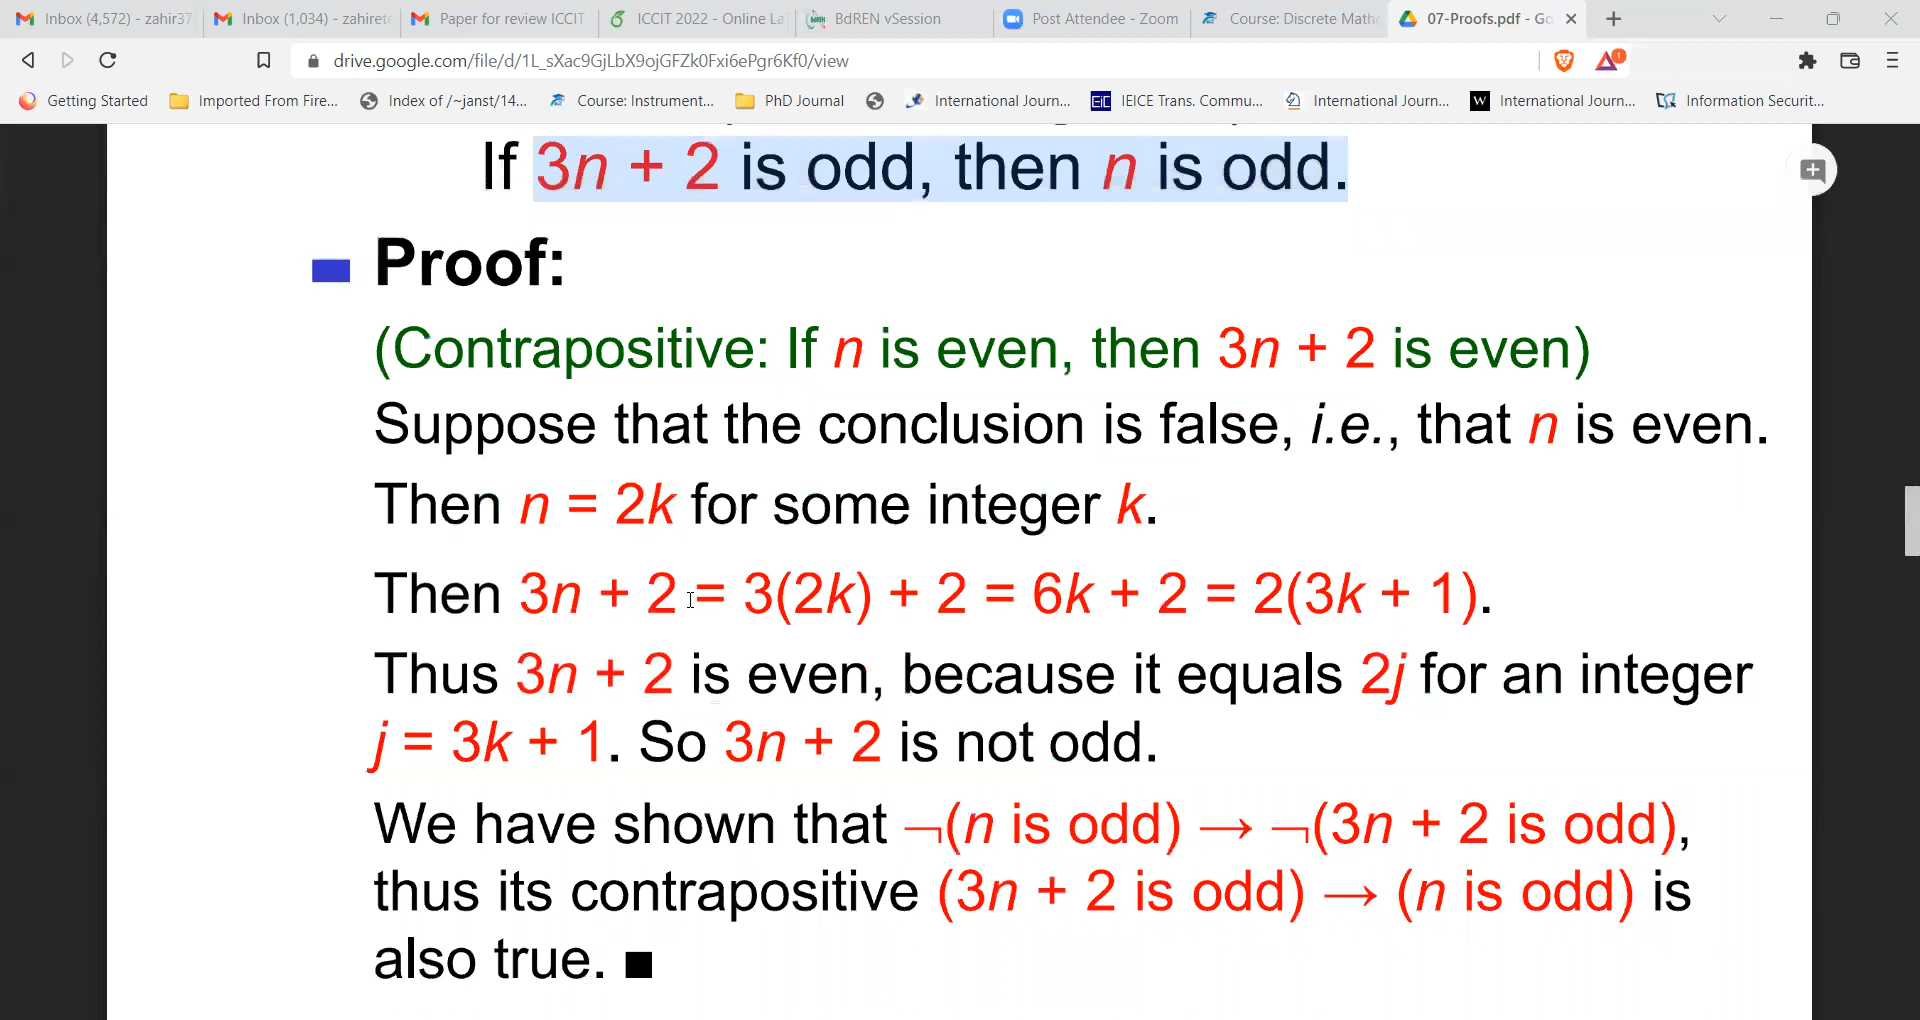 Inbox (4,572) - zahir37
Inbox (1,034) - zahirete
Paper for review ICCIT
ICCIT 2022 - Online La
BdREN vSession
Post Attendee - Zoom
Course: Discrete Mathe
07-Proofs.pdf - Go
drive.google.com/file/d/1L_sXac9GjLbX9ojGFZk0Fxi6ePgr6Kf0/view
1
Getting Started
Imported From Fire...
Index of /~janst/14...
Course: Instrument...
PhD Journal
International Journ...
EiC
IEICE Trans. Commu...
International Journ...
W
International Journ...
Information Securit...
If 3n + 2 is odd, then n is odd.
Proof:
(Contrapositive: If n is even, then 3n + 2 is even)
Suppose that the conclusion is false, i.e., that n is even.
Then n = 2k for some integer k.
Then 3n + 2 = 3(2k) + 2 = 6k + 2 = 2(3k + 1).
Thus 3n + 2 is even, because it equals 2j for an integer
j = 3k + 1. So 3n + 2 is not odd.
We have shown that ¬(n is odd) → ¬(3n + 2 is odd),
thus its contrapositive (3n + 2 is odd) → (n is odd) is
also true. ■